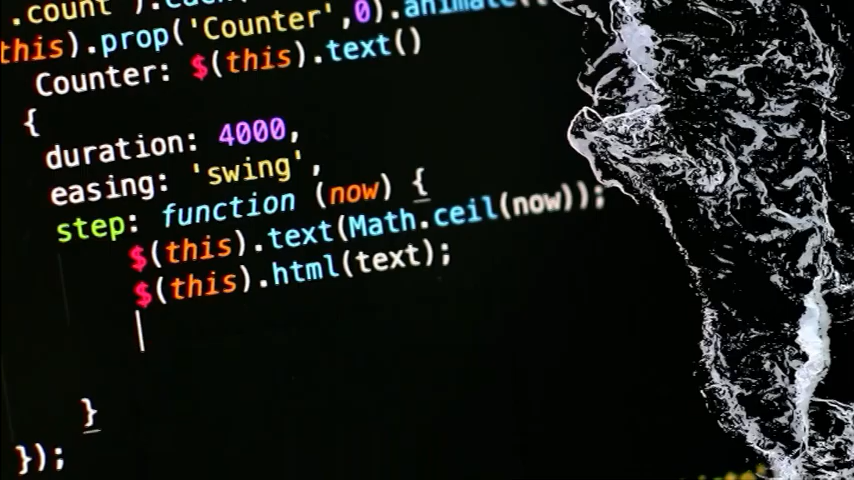 .count
this).prop('Counter',0).animate(
Counter: $(this).text()
{
duration: 4000,
easing: 'swing',
step: function (now) {
$(this).text(Math.ceil(now));
$(this).html(text);
}
});